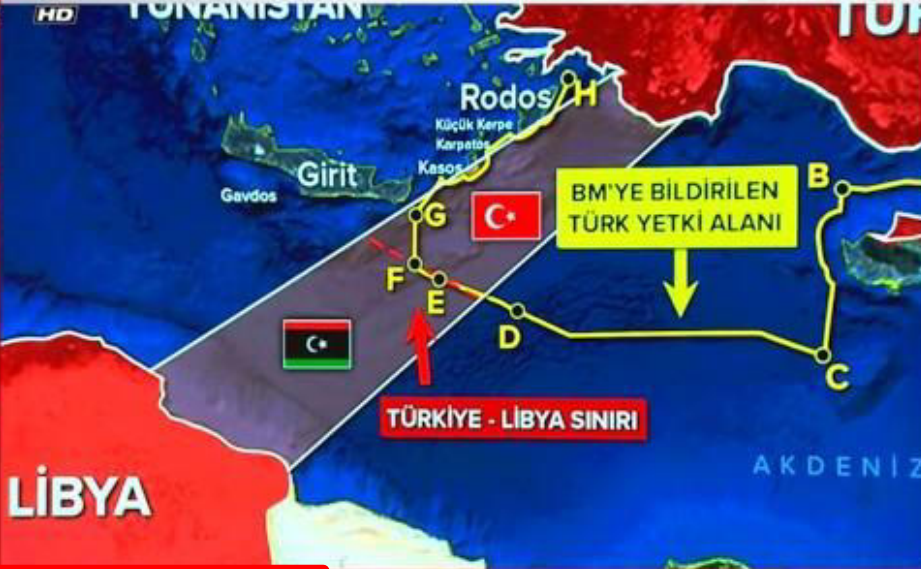 HD
YUNANİSTAN
TÜR
Rodos
H
Küçük Kerpe
Karpatos
Kasos
Girit
Gavdos
G
B
BM'YE BİLDİRİLEN
TÜRK YETKİ ALANI
F
E
D
C
TÜRKİYE - LİBYA SINIRI
AKDENİZ
LİBYA